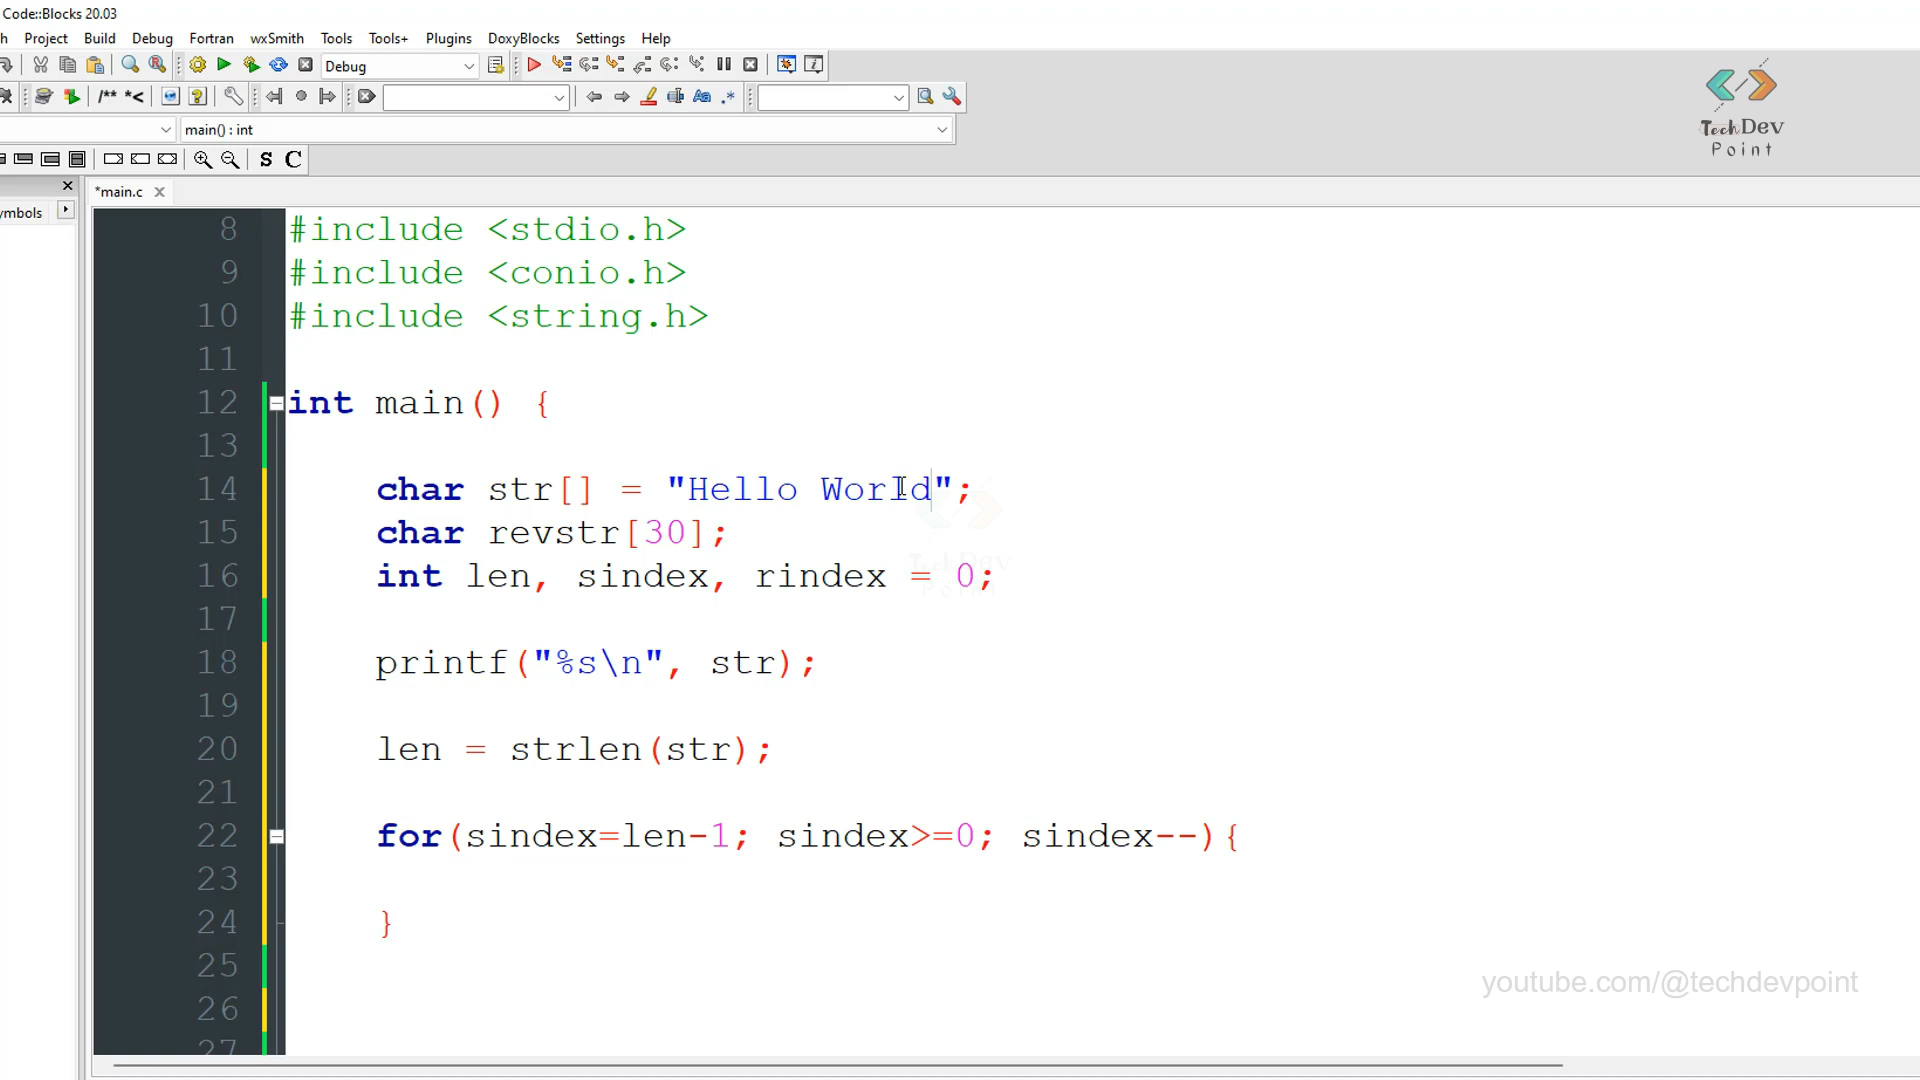 Code::Blocks 20.03
h Project Build Debug Fortran wxSmith Tools Tools+ Plugins DoxyBlocks Settings Help
Debug
/** *<
Aa .*
main() : int
S C
TechDev
Point
*main.c
ymbols
8 #include <stdio.h>
9 #include <conio.h>
10 #include <string.h>
11
12 int main() {
13
14 char str[] = "Hello World";
15 char revstr[30];
16 int len, sindex, rindex = 0;
17
18 printf("%s\n", str);
19
20 len = strlen(str);
21
22 for(sindex=len-1; sindex>=0; sindex--){
23
24 }
25
26
27
TechDev
Point
youtube.com/@techdevpoint